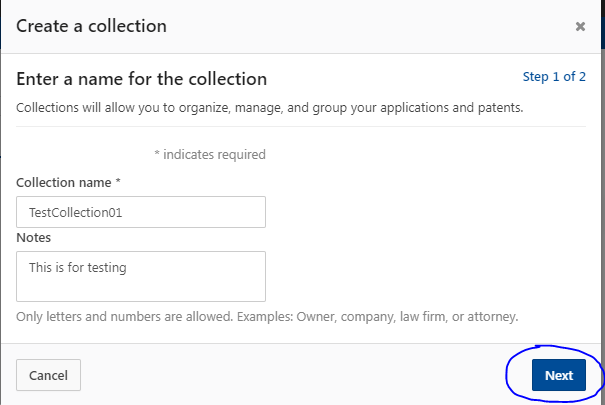 Create a collection
Enter a name for the collection
Step 1 of 2
Collections will allow you to organize, manage, and group your applications and patents.
* indicates required
Collection name *
TestCollection01
Notes
This is for testing
Only letters and numbers are allowed. Examples: Owner, company, law firm, or attorney.
Cancel
Next